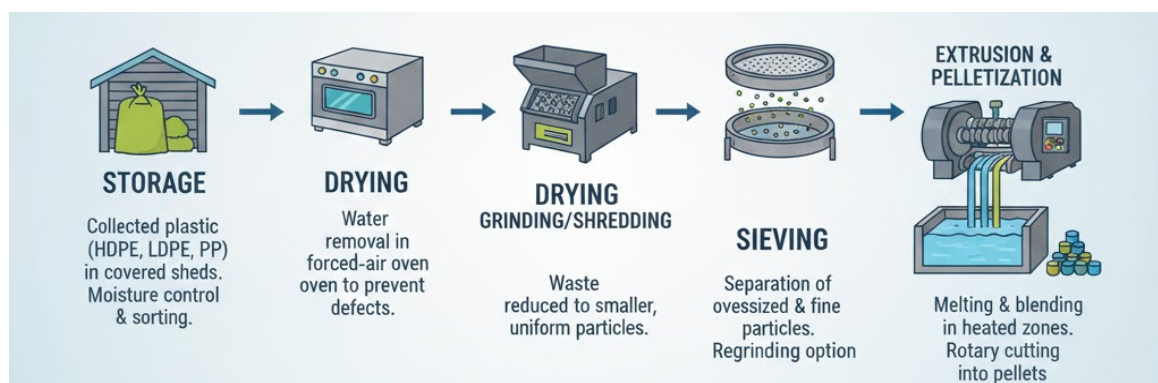 STORAGE
Collected plastic
(HDPE, LDPE, PP)
in covered sheds.
Moisture control
& sorting.
DRYING
Water
removal in
forced-air oven
oven to prevent
defects.
DRYING
GRINDING/SHREDDING
Waste
reduced to smaller,
uniform particles.
SIEVING
Separation of
ovessized & fine
particles.
Regrinding option
EXTRUSION &
PELLETIZATION
Melting & blending
in heated zones.
Rotary cutting
into pellets